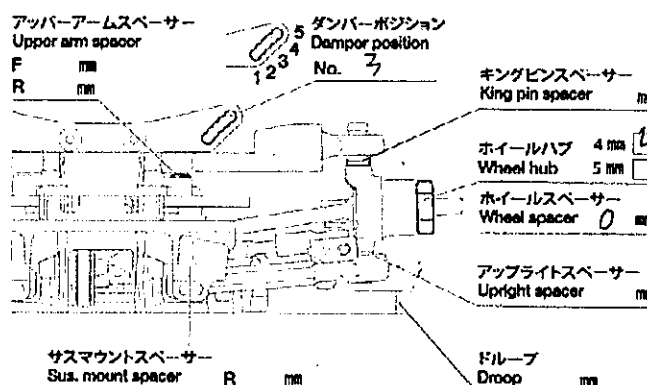 アッパーアームスペーサー
Upper arm spacer
F mm
R mm
1 2 3 4 5
ダンパーポジション
Damper position
No. 3
キングピンスペーサー
King pin spacer m
ホイールハブ 4 mm
Wheel hub 5 mm
ホイールスペーサー
Wheel spacer 0 m
アップライトスペーサー
Upright spacer m
サスマウントスペーサー
Sus. mount spacer R mm
ドループ
Droop mm